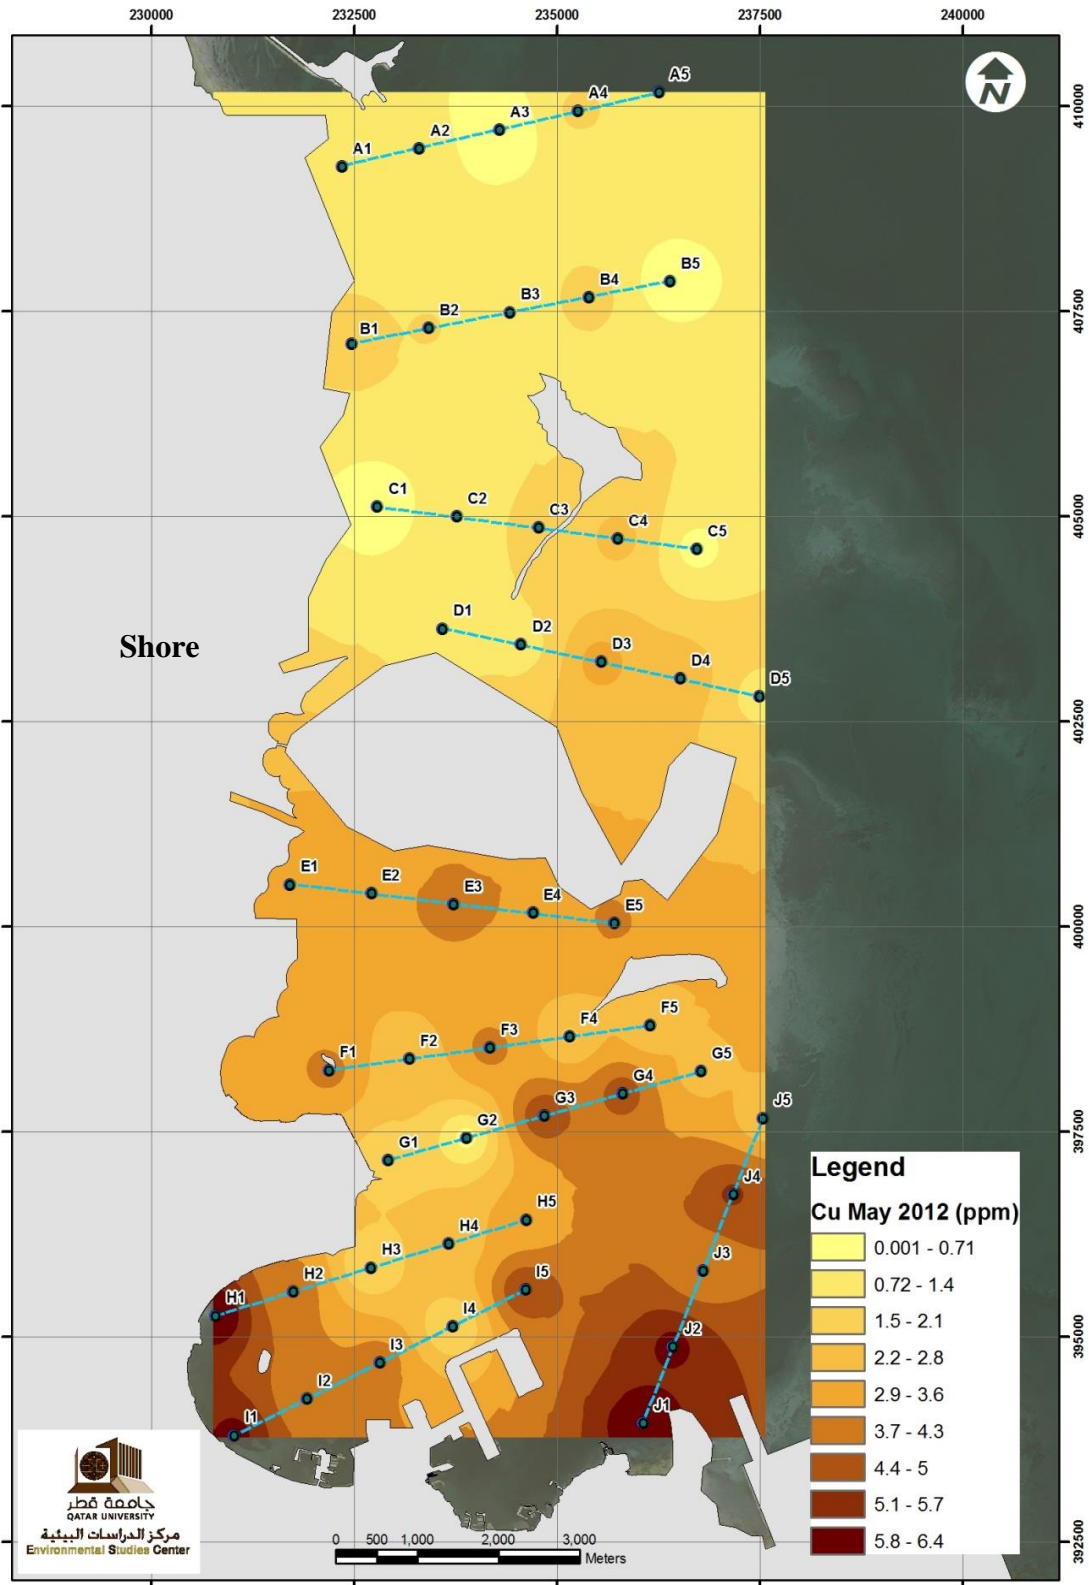 230000 232500 235000 237500 240000
N
A5
A4
A3
A2
A1
410000
B5
B4
B3
B2
B1
407500
C1
C2
C3
C4
C5
405000
D1
D2
D3
D4
D5
Shore
402500
E1
E2
E3
E4
E5
400000
F5
F4
F3
F2
F1
G5
G4
G3
G2
G1
397500
J5
J4
J3
J2
J1
H5
H4
H3
H2
H1
I5
I4
I3
I2
I1
395000
392500
Legend
Cu May 2012 (ppm)
0.001 - 0.71
0.72 - 1.4
1.5 - 2.1
2.2 - 2.8
2.9 - 3.6
3.7 - 4.3
4.4 - 5
5.1 - 5.7
5.8 - 6.4
جامعة قطر
QATAR UNIVERSITY
مركز الدراسات البيئية
Environmental Studies Center
0 500 1,000 2,000 3,000
Meters